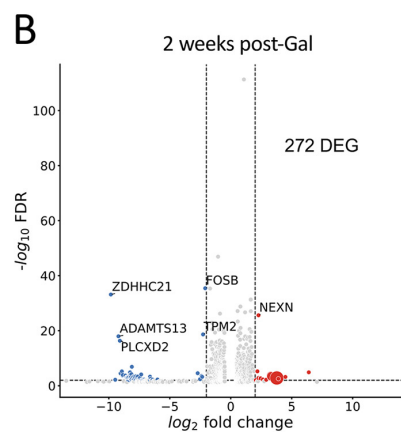 B
2 weeks post-Gal
272 DEG
-log10 FDR
100
80
60
40
20
0
ZDHHC21
FOSB
NEXN
ADAMTS13
TPM2
PLCXD2
−10
−5
0
5
10
log2 fold change